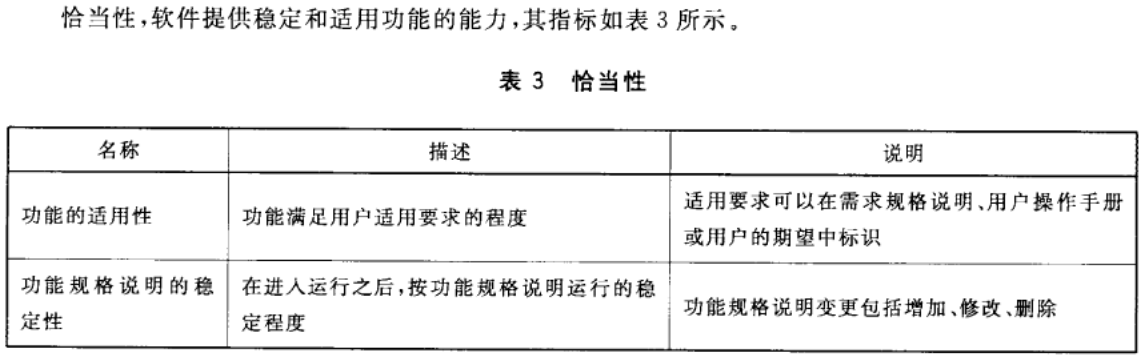 恰当性,软件提供稳定和适用功能的能力,其指标如表 3 所示。
表 3 恰当性
名称 描述 说明
功能的适用性 功能满足用户适用要求的程度 适用要求可以在需求规格说明、用户操作手册
或用户的期望中标识
功能规格说明的稳 在进入运行之后,按功能规格说明运行的稳 功能规格说明变更包括增加、修改、删除
定性 定程度